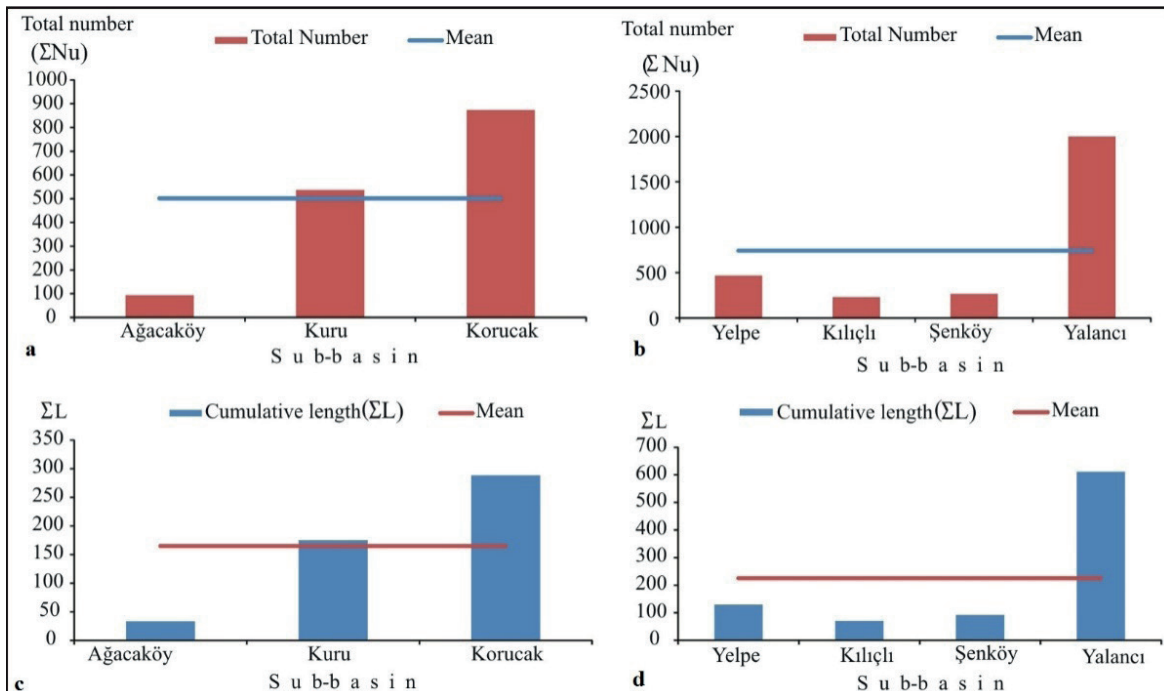 Total number
(ΣNu)
Total Number Mean
1000
900
800
700
600
500
400
300
200
100
0
Ağacaköy Kuru Korucak
S u b-b a s i n
a
Total number
(Σ Nu)
Total Number Mean
2500
2000
1500
1000
500
0
Yelpe Kılıçlı Şenköy Yalancı
S u b-b a s i n
b
ΣL
Cumulative length(ΣL) Mean
350
300
250
200
150
100
50
0
Ağacaköy Kuru Korucak
S u b-b a s i n
c
ΣL
Cumulative length(ΣL) Mean
700
600
500
400
300
200
100
0
Yelpe Kılıçlı Şenköy Yalancı
S u b-b a s i n
d